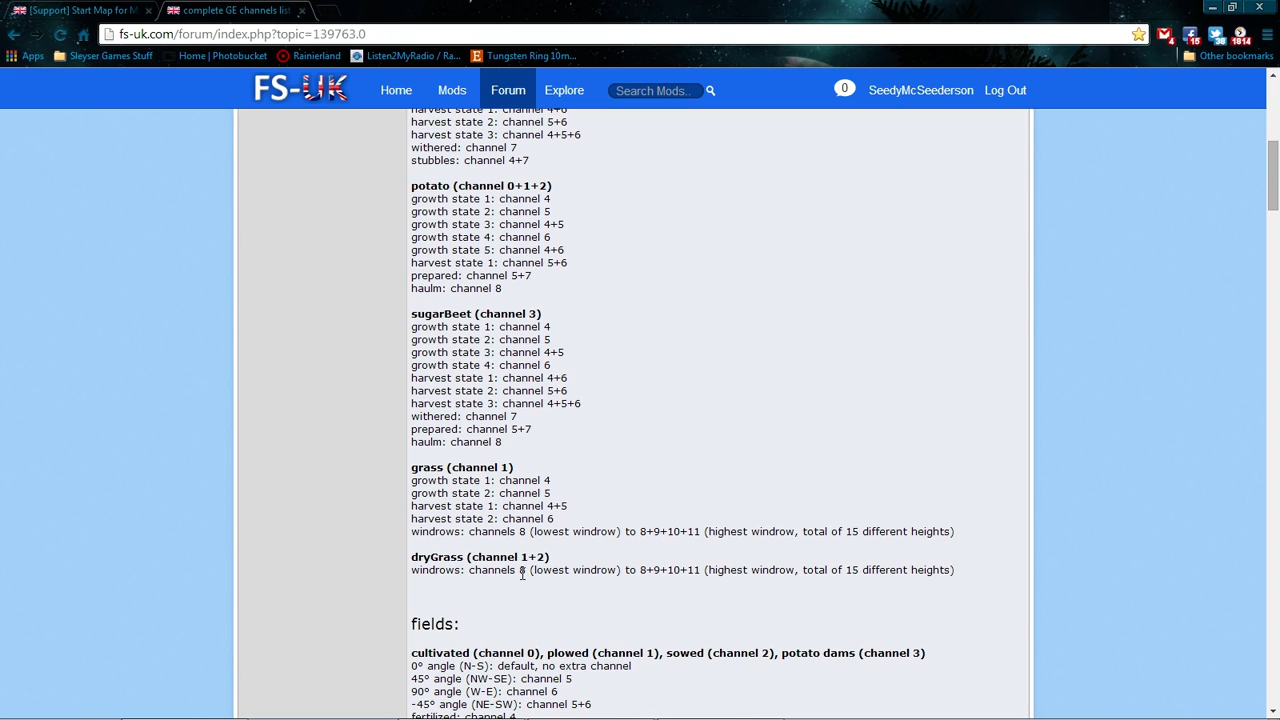 [Support] Start Map for M
complete GE channels list
fs-uk.com/forum/index.php?topic=139763.0
4
15
38
1814
Apps
Sleyser Games Stuff
Home | Photobucket
Rainierland
Listen2MyRadio / Ra...
Tungsten Ring 10m...
Other bookmarks
FS-UK
Home
Mods
Forum
Explore
Search Mods..
0
SeedyMcSeederson
Log Out
harvest state 1: channel 4+6
harvest state 2: channel 5+6
harvest state 3: channel 4+5+6
withered: channel 7
stubbles: channel 4+7
potato (channel 0+1+2)
growth state 1: channel 4
growth state 2: channel 5
growth state 3: channel 4+5
growth state 4: channel 6
growth state 5: channel 4+6
harvest state 1: channel 5+6
prepared: channel 5+7
haulm: channel 8
sugarBeet (channel 3)
growth state 1: channel 4
growth state 2: channel 5
growth state 3: channel 4+5
growth state 4: channel 6
harvest state 1: channel 4+6
harvest state 2: channel 5+6
harvest state 3: channel 4+5+6
withered: channel 7
prepared: channel 5+7
haulm: channel 8
grass (channel 1)
growth state 1: channel 4
growth state 2: channel 5
harvest state 1: channel 4+5
harvest state 2: channel 6
windrows: channels 8 (lowest windrow) to 8+9+10+11 (highest windrow, total of 15 different heights)
dryGrass (channel 1+2)
windrows: channels 8 (lowest windrow) to 8+9+10+11 (highest windrow, total of 15 different heights)
fields:
cultivated (channel 0), plowed (channel 1), sowed (channel 2), potato dams (channel 3)
0° angle (N-S): default, no extra channel
45° angle (NW-SE): channel 5
90° angle (W-E): channel 6
-45° angle (NE-SW): channel 5+6
fertilized: channel 4